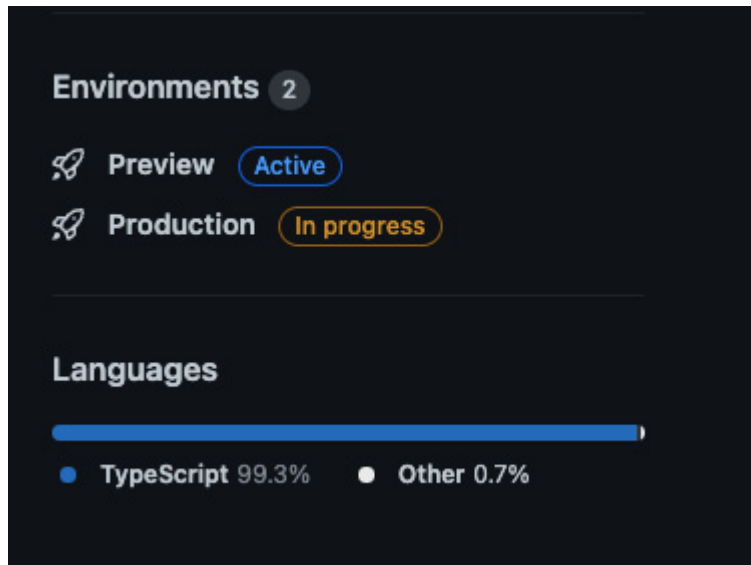 Environments 2
Preview Active
Production In progress
Languages
TypeScript 99.3% Other 0.7%